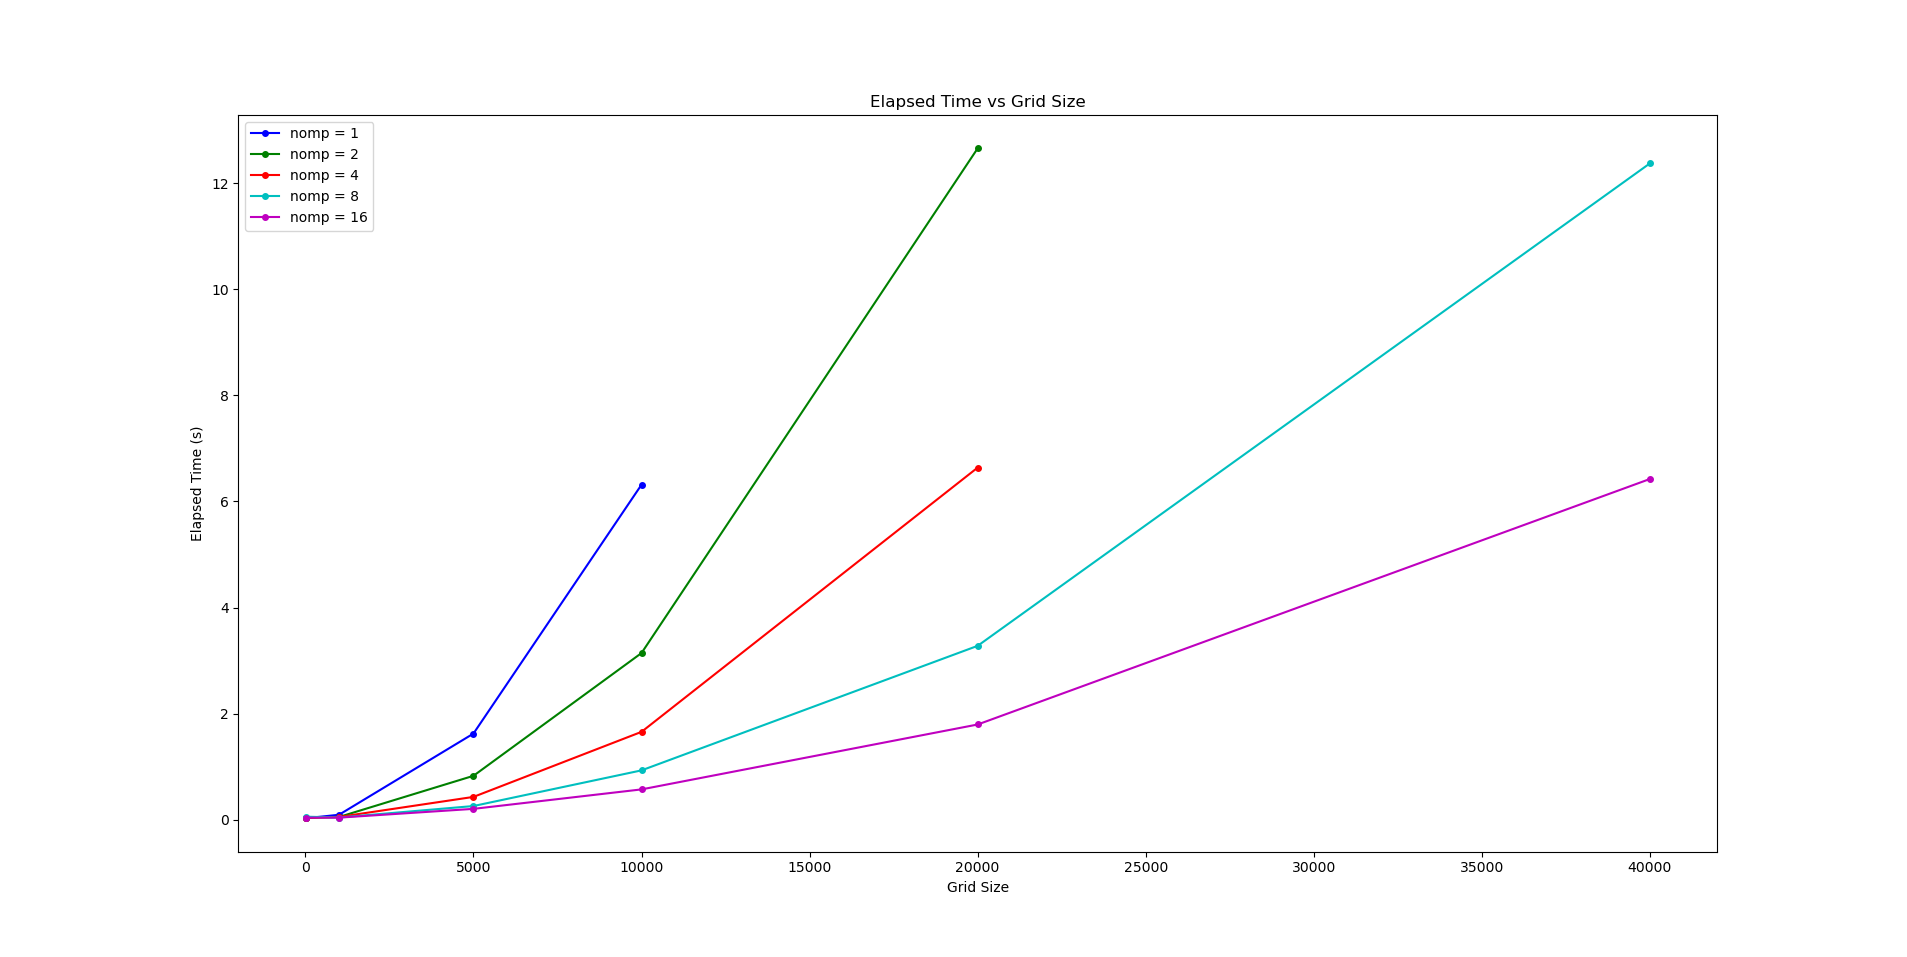 Elapsed Time vs Grid Size
nomp = 1
nomp = 2
nomp = 4
nomp = 8
nomp = 16
12
10
8
6
4
2
0
Elapsed Time (s)
0 5000 10000 15000 20000 25000 30000 35000 40000
Grid Size